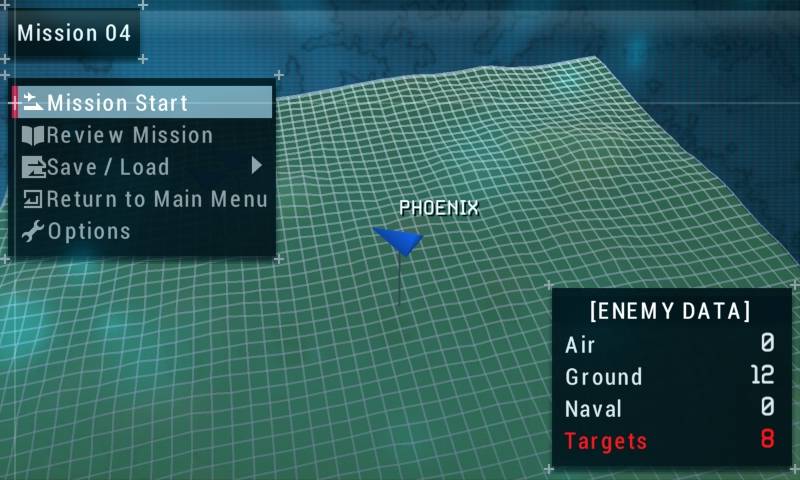 Mission 04
Mission Start
Review Mission
Save / Load
Return to Main Menu
Options
PHOENIX
[ENEMY DATA]
Air 0
Ground 12
Naval 0
Targets 8